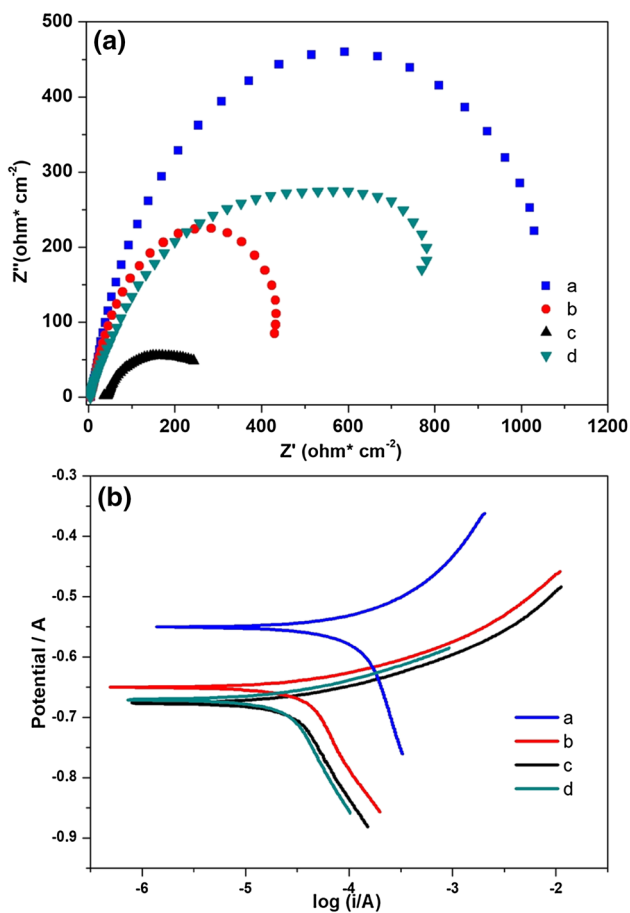 (a)
500
400
300
200
100
0
Z''(ohm* cm-2)
a
b
c
d
0 200 400 600 800 1000 1200
Z' (ohm* cm-2)
(b)
-0.3
-0.4
-0.5
-0.6
-0.7
-0.8
-0.9
Potential / A
a
b
c
d
-6 -5 -4 -3 -2
log (i/A)